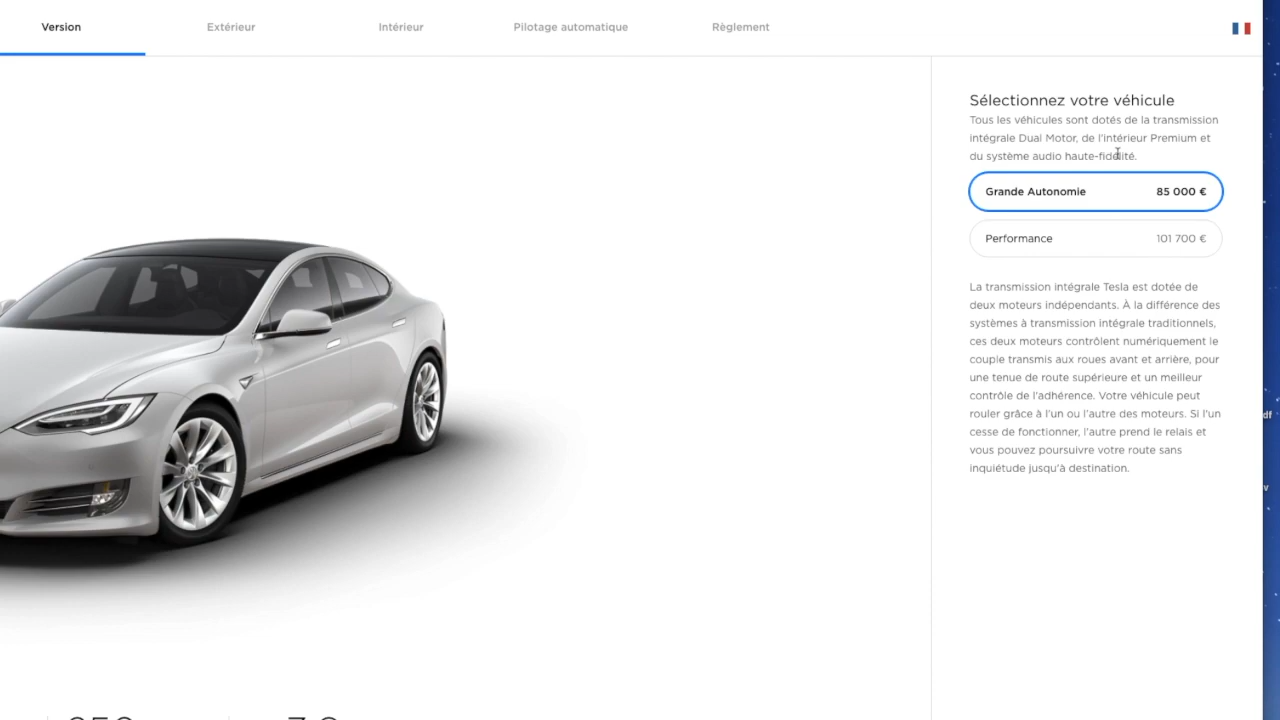 Version
Extérieur
Intérieur
Pilotage automatique
Règlement
Sélectionnez votre véhicule
Tous les véhicules sont dotés de la transmission
intégrale Dual Motor, de l'intérieur Premium et
du système audio haute-fidélité.
Grande Autonomie 85 000 €
Performance 101 700 €
La transmission intégrale Tesla est dotée de
deux moteurs indépendants. À la différence des
systèmes à transmission intégrale traditionnels,
ces deux moteurs contrôlent numériquement le
couple transmis aux roues avant et arrière, pour
une tenue de route supérieure et un meilleur
contrôle de l'adhérence. Votre véhicule peut
rouler grâce à l'un ou l'autre des moteurs. Si l'un
cesse de fonctionner, l'autre prend le relais et
vous pouvez poursuivre votre route sans
inquiétude jusqu'à destination.
df